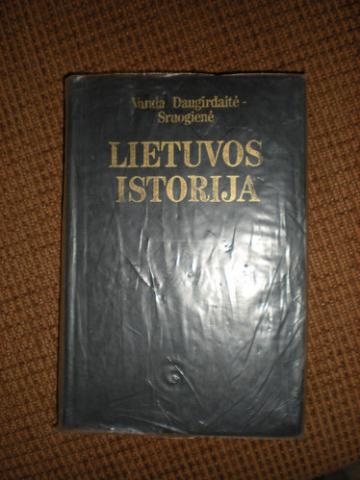 Vanda Daugirdaitė-
Sruogienė
LIETUVOS
ISTORIJA